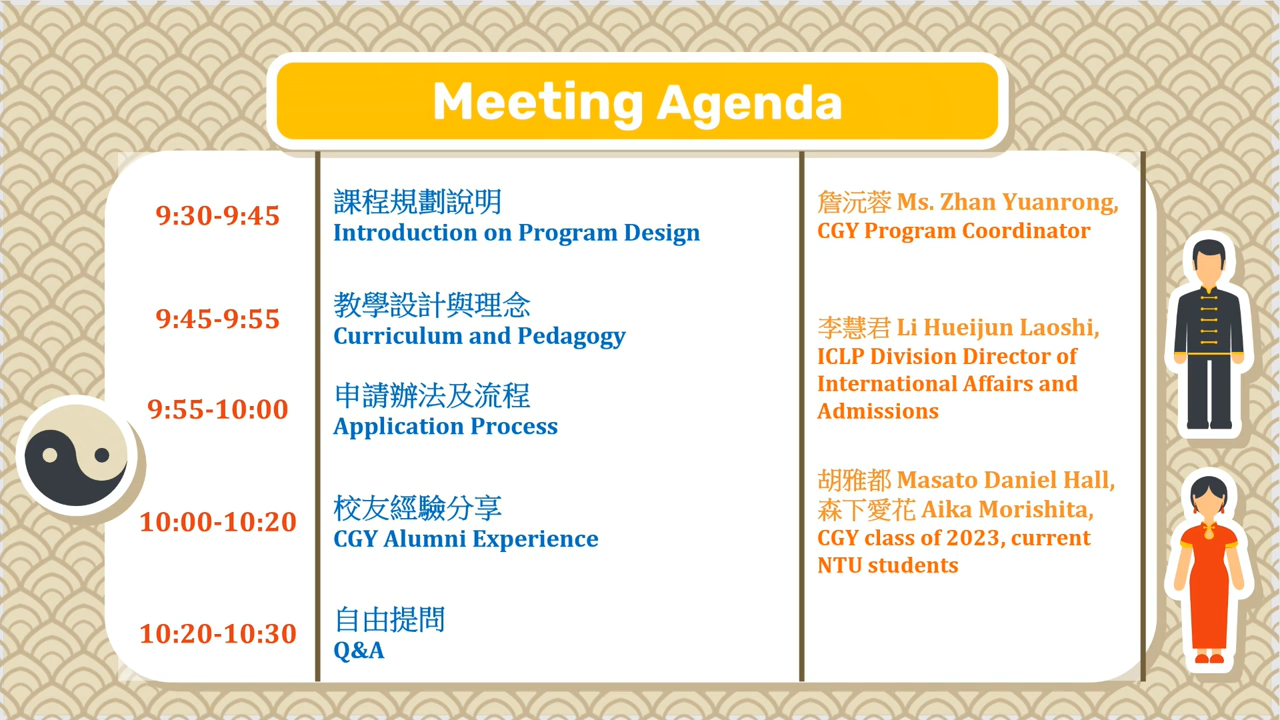 Meeting Agenda
9:30-9:45
課程規劃說明
Introduction on Program Design
詹沅蓉 Ms. Zhan Yuanrong,
CGY Program Coordinator
9:45-9:55
教學設計與理念
Curriculum and Pedagogy
李慧君 Li Hueijun Laoshi,
ICLP Division Director of
International Affairs and
Admissions
9:55-10:00
申請辦法及流程
Application Process
10:00-10:20
校友經驗分享
CGY Alumni Experience
胡雅都 Masato Daniel Hall,
森下愛花 Aika Morishita,
CGY class of 2023, current
NTU students
10:20-10:30
自由提問
Q&A